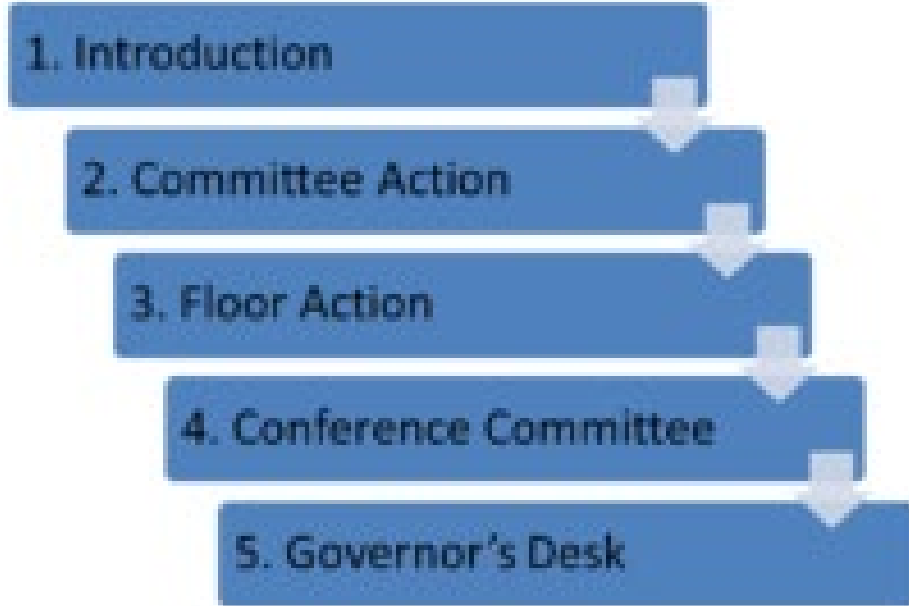 1. Introduction
2. Committee Action
3. Floor Action
4. Conference Committee
5. Governor’s Desk